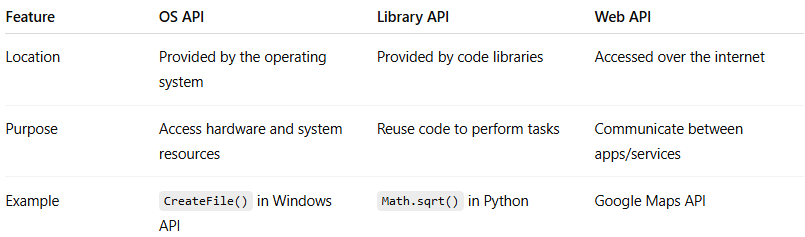 Feature OS API Library API Web API
Location Provided by the operating system Provided by code libraries Accessed over the internet
Purpose Access hardware and system resources Reuse code to perform tasks Communicate between apps/services
Example CreateFile() in Windows API Math.sqrt() in Python Google Maps API